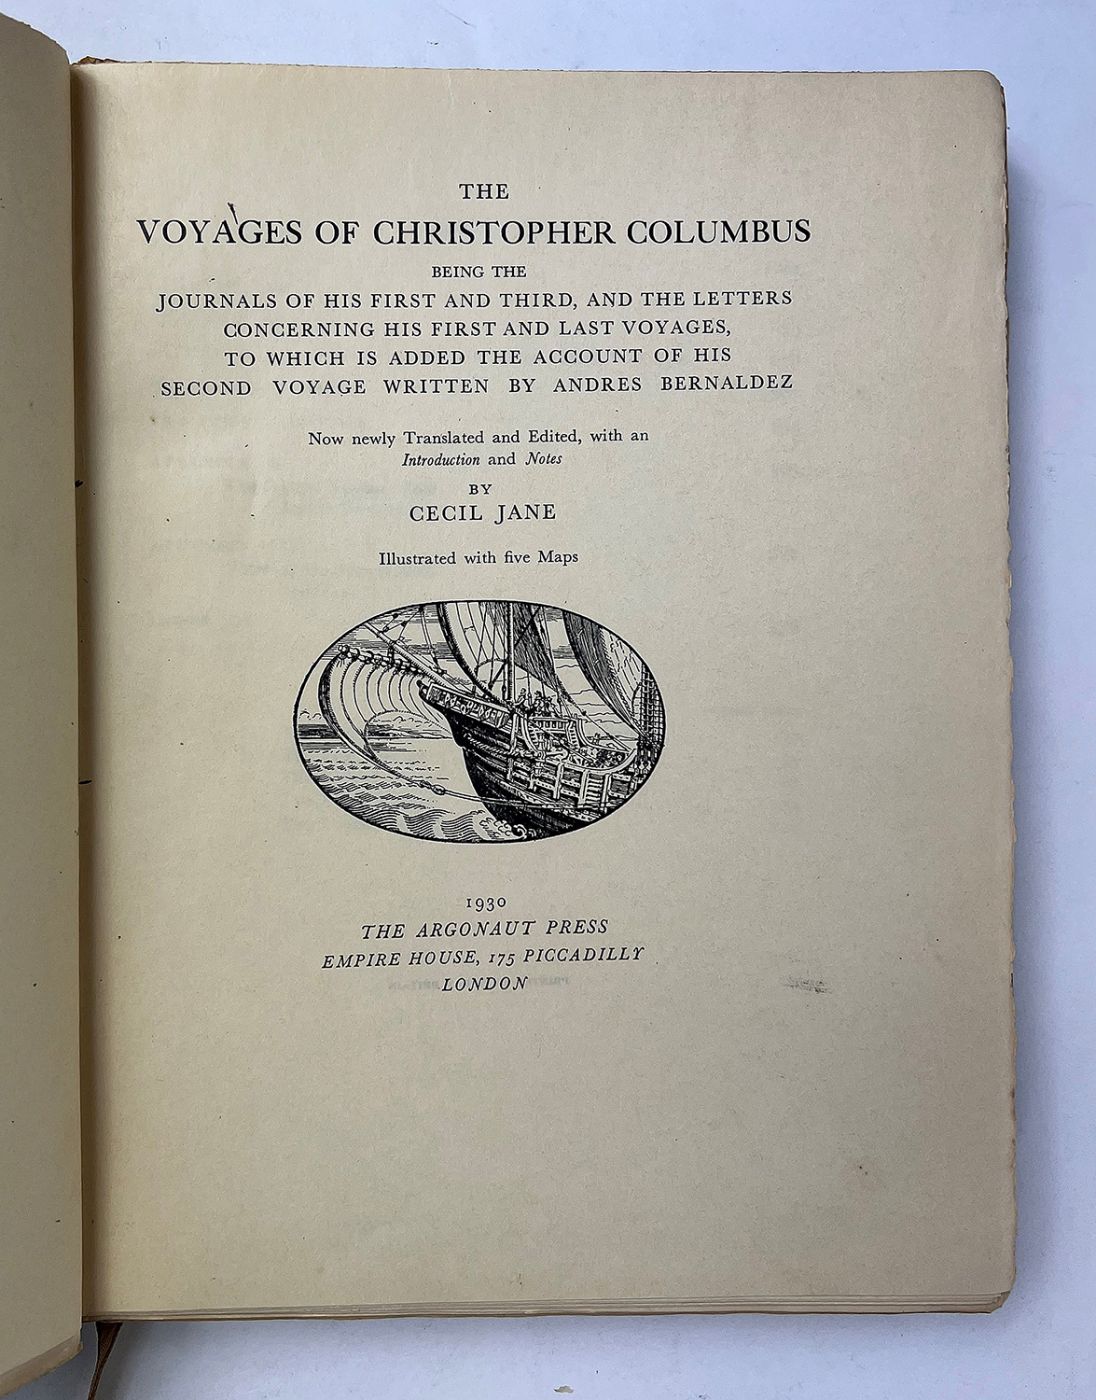 THE
VOYAGES OF CHRISTOPHER COLUMBUS
BEING THE
JOURNALS OF HIS FIRST AND THIRD, AND THE LETTERS
CONCERNING HIS FIRST AND LAST VOYAGES,
TO WHICH IS ADDED THE ACCOUNT OF HIS
SECOND VOYAGE WRITTEN BY ANDRES BERNALDEZ
Now newly Translated and Edited, with an
Introduction and Notes
BY
CECIL JANE
Illustrated with five Maps
1930
THE ARGONAUT PRESS
EMPIRE HOUSE, 175 PICCADILLY
LONDON